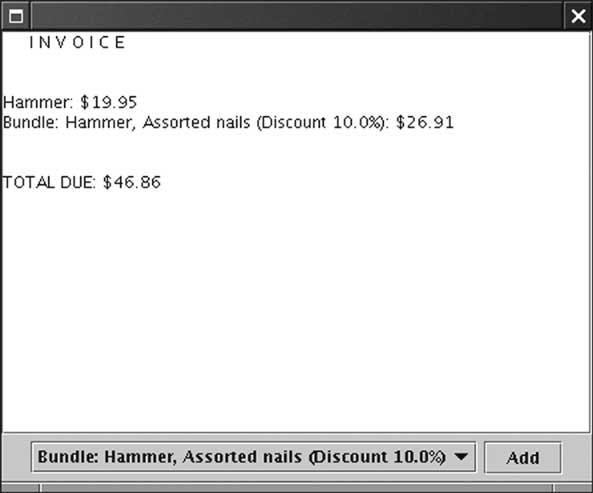 I N V O I C E
Hammer: $19.95
Bundle: Hammer, Assorted nails (Discount 10.0%): $26.91
TOTAL DUE: $46.86
Bundle: Hammer, Assorted nails (Discount 10.0%)
Add